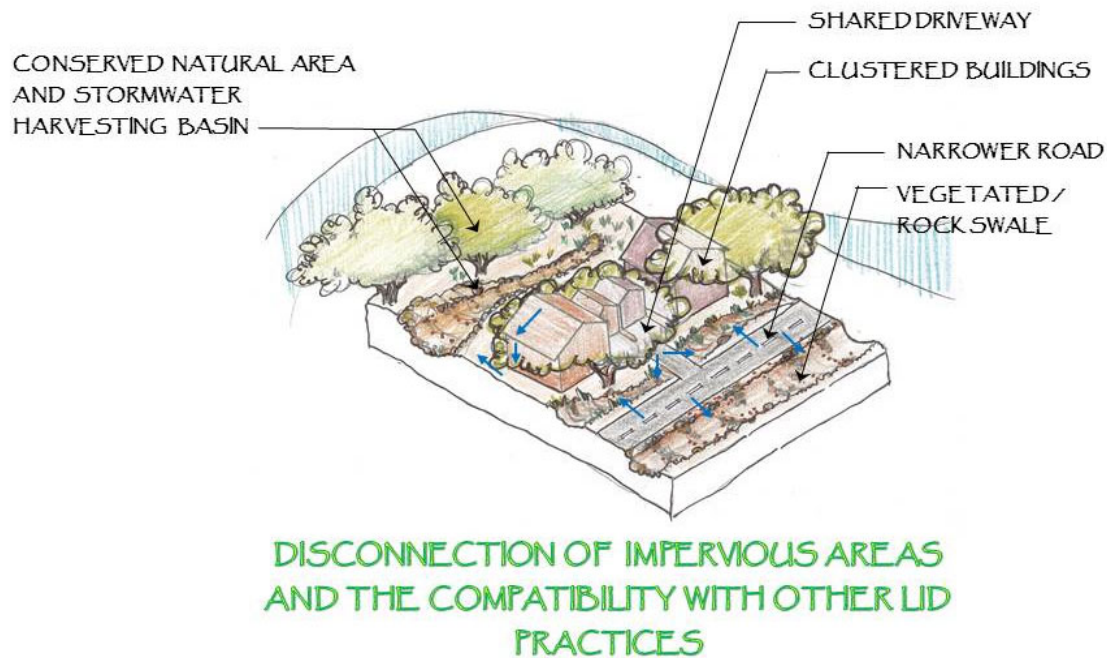 CONSERVED NATURAL AREA
AND STORMWATER
HARVESTING BASIN
SHARED DRIVEWAY
CLUSTERED BUILDINGS
NARROWER ROAD
VEGETATED /
ROCK SWALE
DISCONNECTION OF IMPERVIOUS AREAS
AND THE COMPATIBILITY WITH OTHER LID
PRACTICES